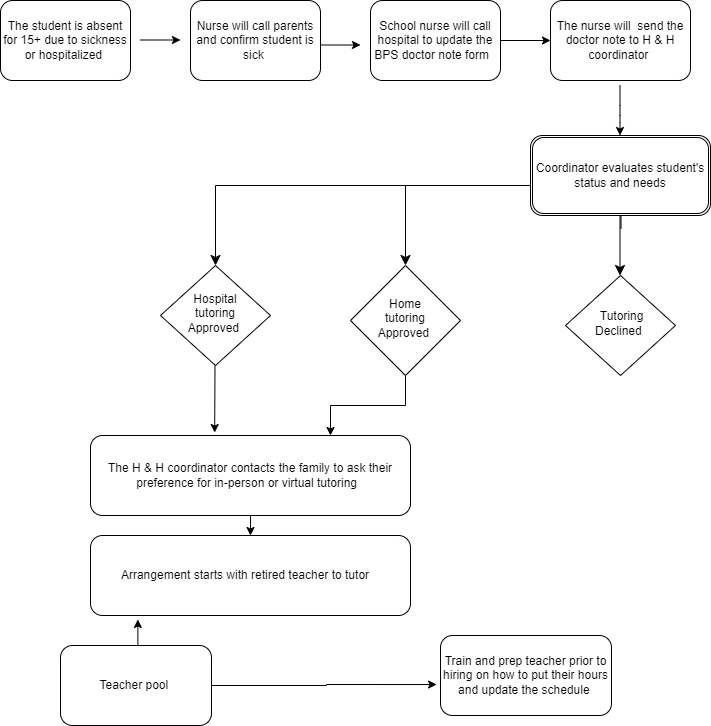 The student is absent
for 15+ due to sickness
or hospitalized
Nurse will call parents
and confirm student is
sick
School nurse will call
hospital to update the
BPS doctor note form
The nurse will send the
doctor note to H & H
coordinator
Coordinator evaluates student's
status and needs
Hospital
tutoring
Approved
Home
tutoring
Approved
Tutoring
Declined
The H & H coordinator contacts the family to ask their
preference for in-person or virtual tutoring
Arrangement starts with retired teacher to tutor
Teacher pool
Train and prep teacher prior to
hiring on how to put their hours
and update the schedule